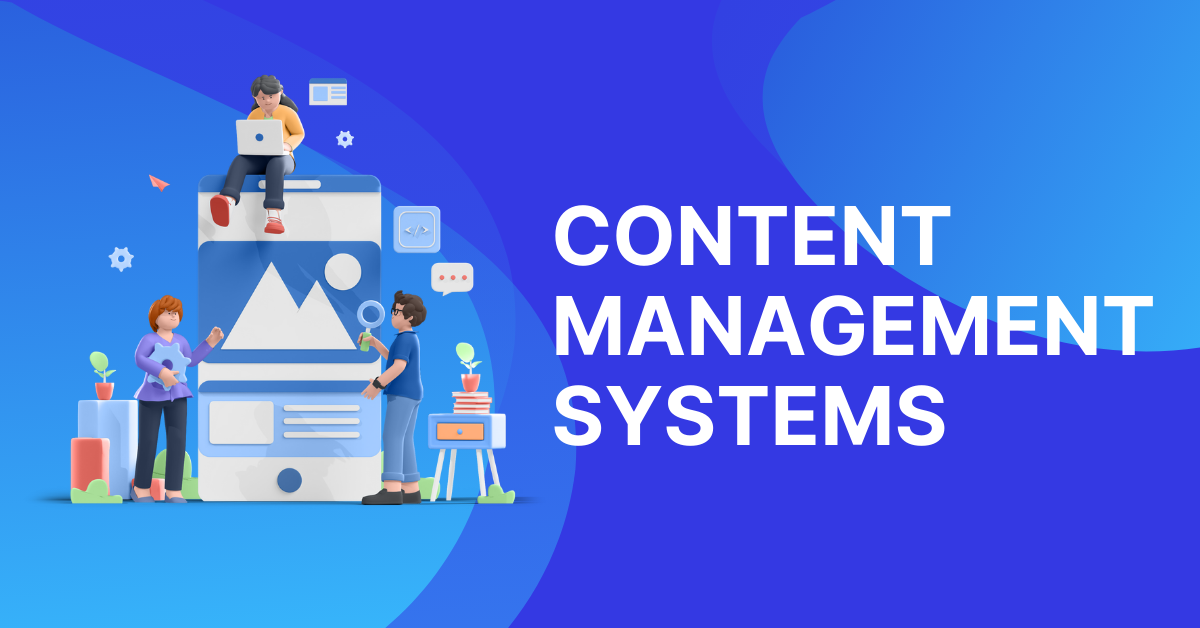 </>
CONTENT
MANAGEMENT
SYSTEMS